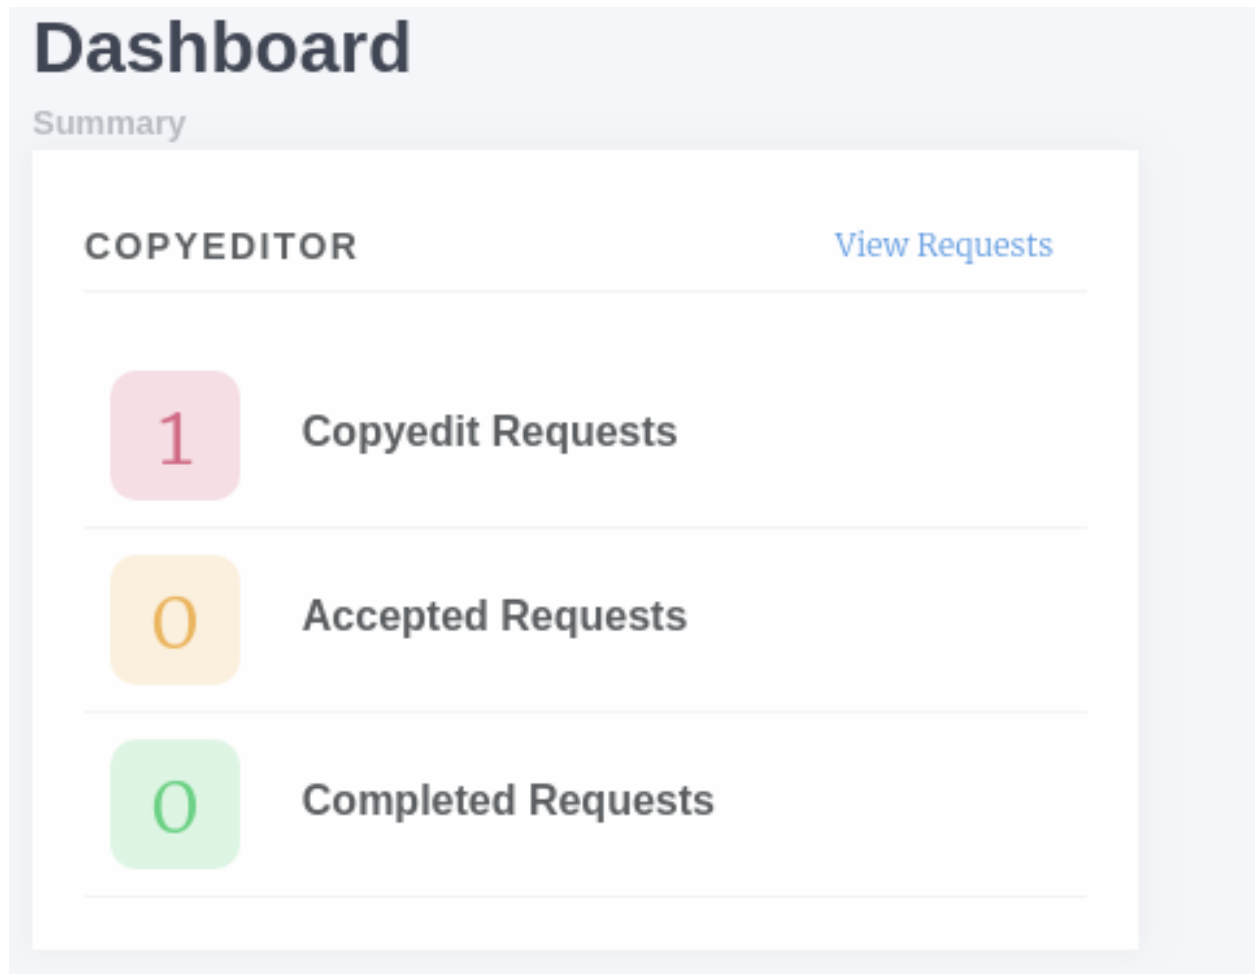 Dashboard
Summary
COPYEDITOR View Requests
1 Copyedit Requests
0 Accepted Requests
0 Completed Requests